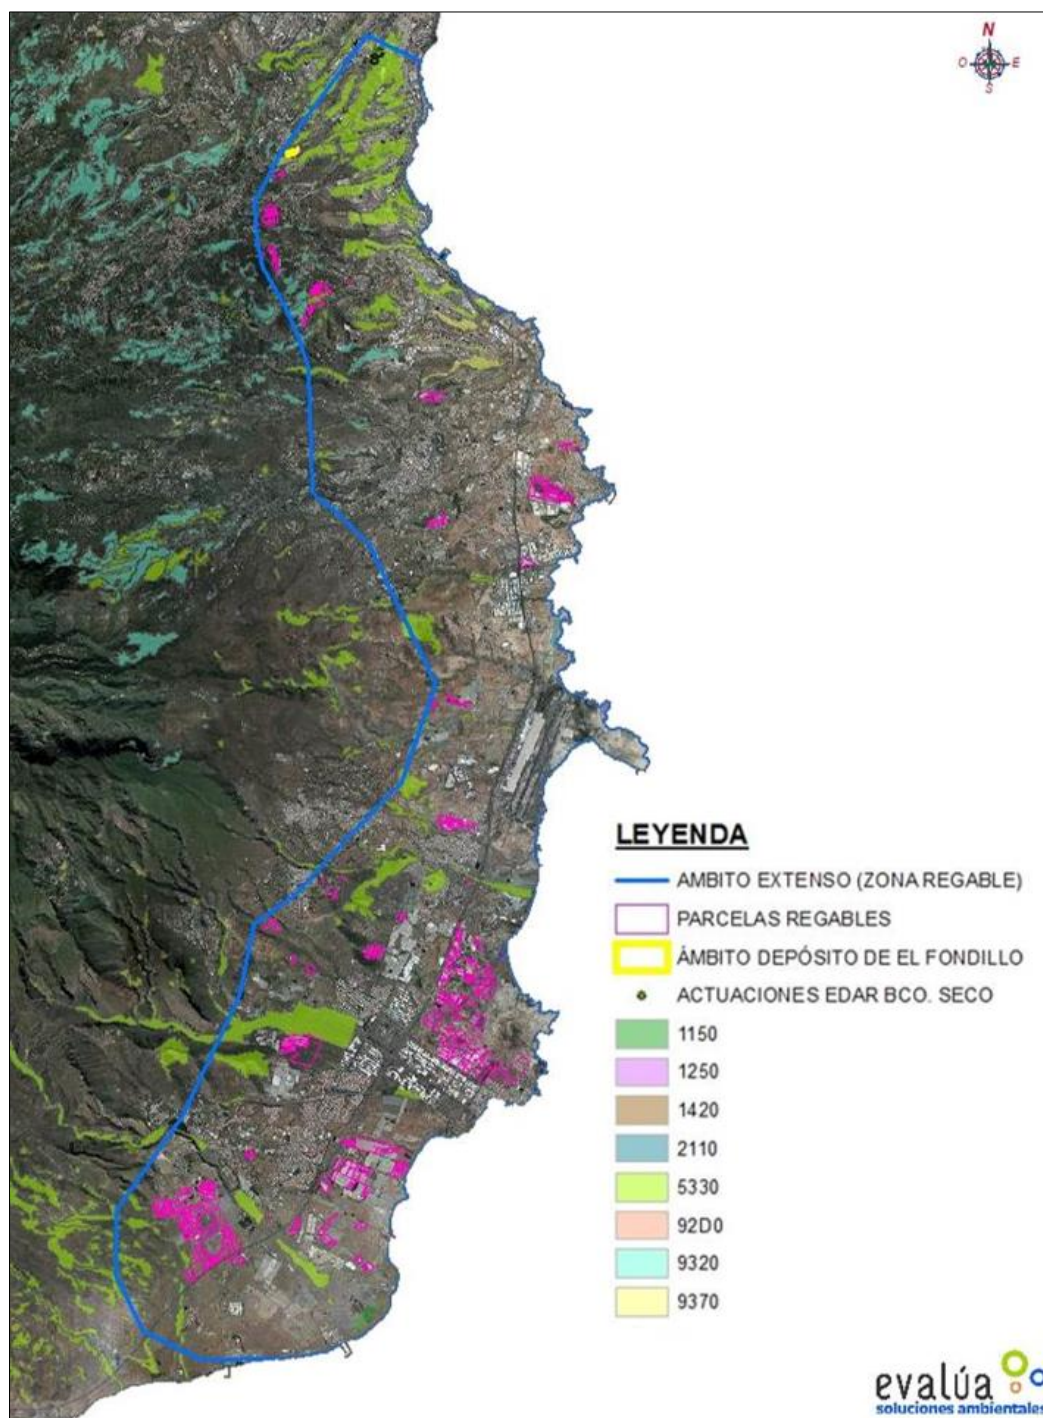 N
O E
S
LEYENDA
AMBITO EXTENSO (ZONA REGABLE)
PARCELAS REGABLES
ÁMBITO DEPÓSITO DE EL FONDILLO
ACTUACIONES EDAR BCO. SECO
1150
1250
1420
2110
5330
92D0
9320
9370
evalúa
soluciones ambientales